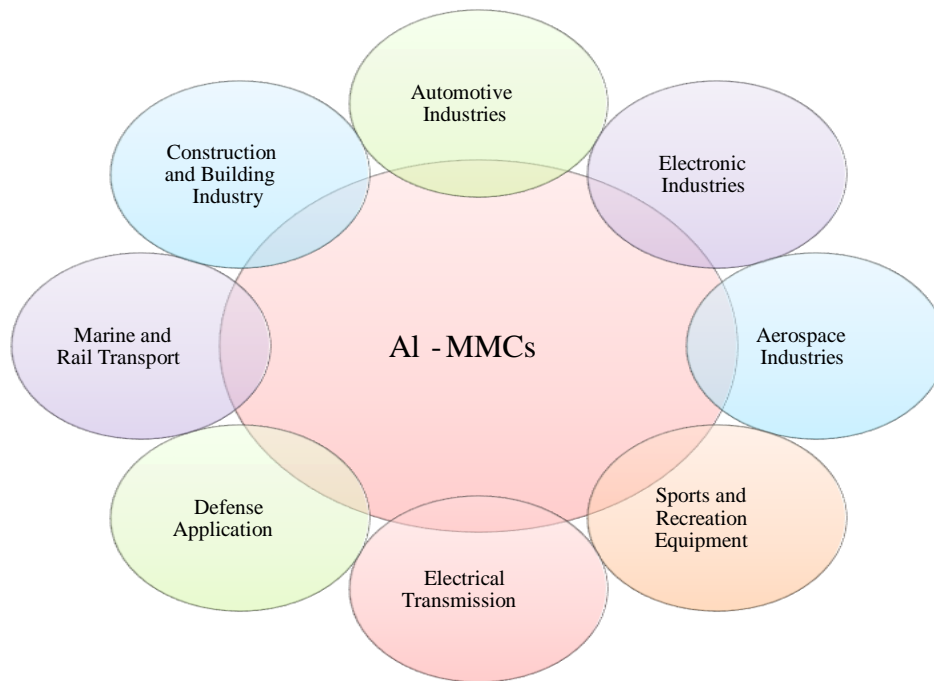 Automotive
Industries
Construction
and Building
Industry
Electronic
Industries
Marine and
Rail Transport
Al - MMCs
Aerospace
Industries
Defense
Application
Sports and
Recreation
Equipment
Electrical
Transmission